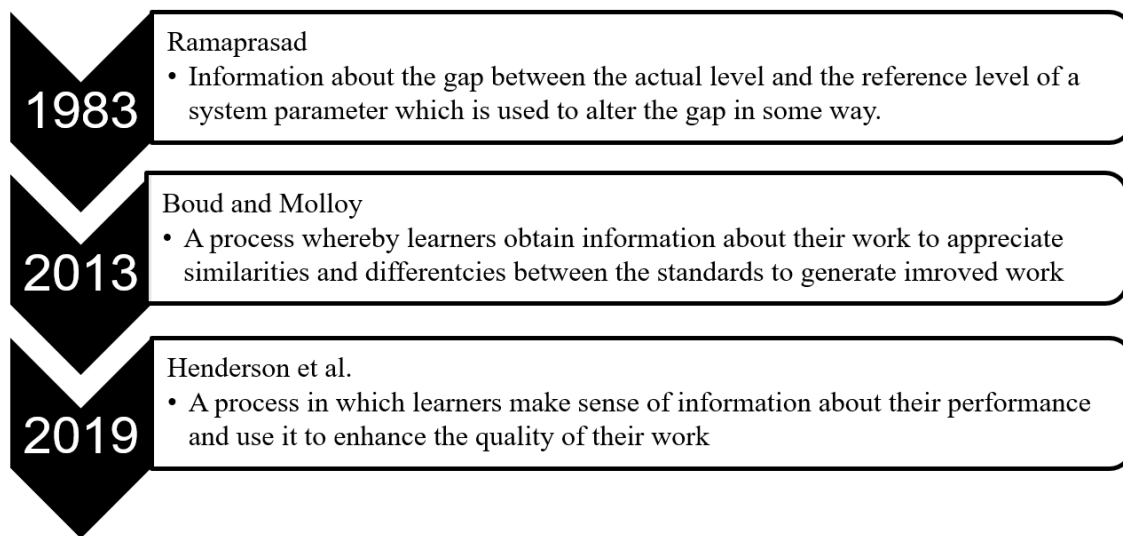 1983
Ramaprasad
• Information about the gap between the actual level and the reference level of a
system parameter which is used to alter the gap in some way.
2013
Boud and Molloy
• A process whereby learners obtain information about their work to appreciate
similarities and differentcies between the standards to generate imroved work
2019
Henderson et al.
• A process in which learners make sense of information about their performance
and use it to enhance the quality of their work